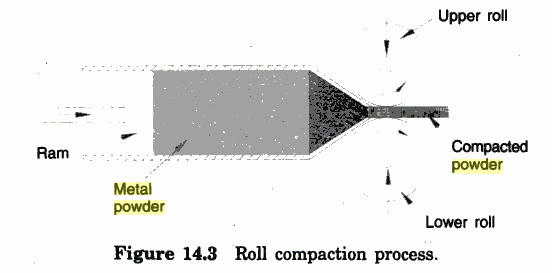 Upper roll
Ram
Metal
powder
Compacted
powder
Lower roll
Figure 14.3 Roll compaction process.